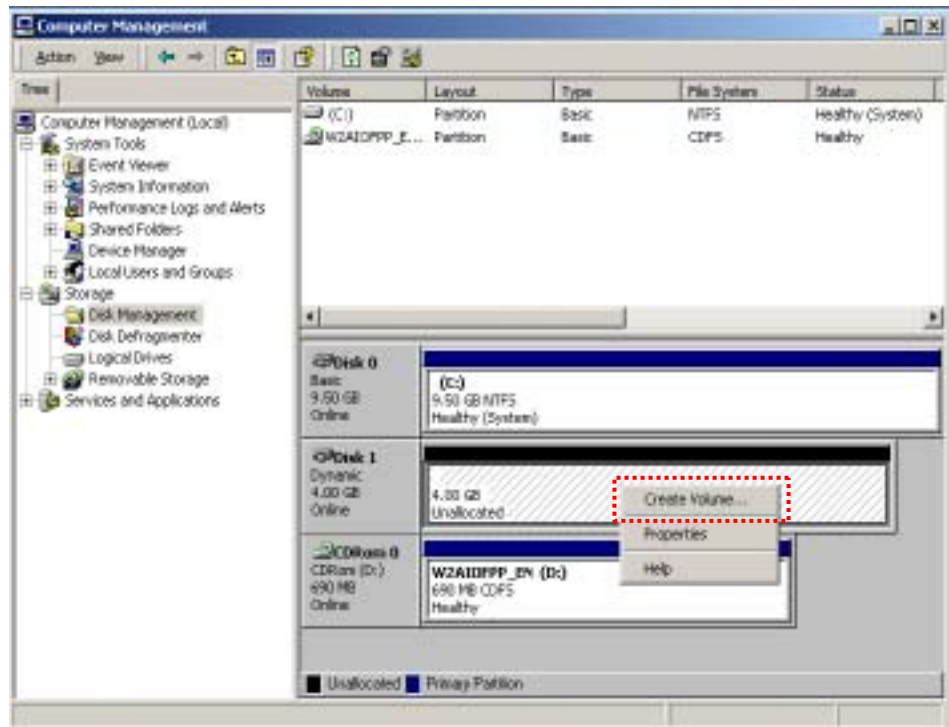 Computer Management
Action View
Tree
Computer Management (Local)
System Tools
Event Viewer
System Information
Performance Logs and Alerts
Shared Folders
Device Manager
Local Users and Groups
Storage
Disk Management
Disk Defragmenter
Logical Drives
Removable Storage
Services and Applications
Volume Layout Type File System Status
(C:) Partition Basic NTFS Healthy (System)
W2AIOFPP_E... Partition Basic CDFS Healthy
Disk 0
Basic
9.50 GB
Online
(C:)
9.50 GB NTFS
Healthy (System)
Disk 1
Dynamic
4.00 GB
Online
4.00 GB
Unallocated
Create Volume...
Properties
Help
CDRom 0
CDRom (D:)
690 MB
Online
W2AIOFPP_EN (D:)
690 MB CDFS
Healthy
Unallocated Primary Partition